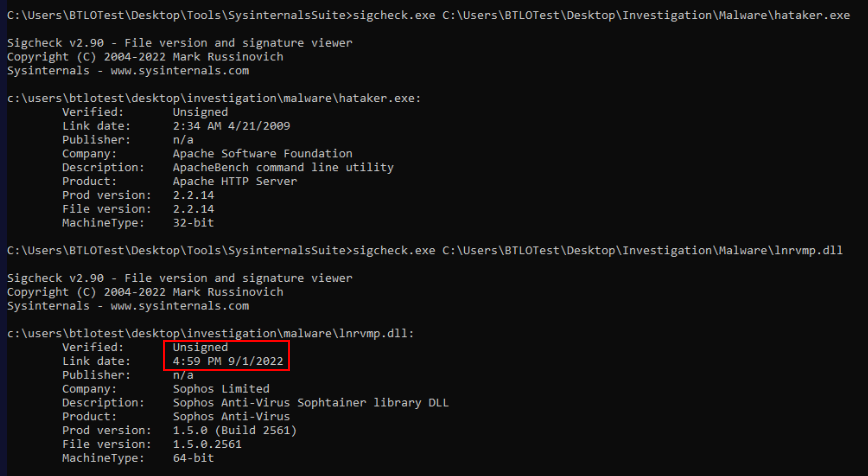 C:\Users\BTLOTest\Desktop\Tools\SysinternalsSuite>sigcheck.exe C:\Users\BTLOTest\Desktop\Investigation\Malware\hataker.exe
Sigcheck v2.90 - File version and signature viewer
Copyright (C) 2004-2022 Mark Russinovich
Sysinternals - www.sysinternals.com
c:\users\btlotest\desktop\investigation\malware\hataker.exe:
Verified: Unsigned
Link date: 2:34 AM 4/21/2009
Publisher: n/a
Company: Apache Software Foundation
Description: ApacheBench command line utility
Product: Apache HTTP Server
Prod version: 2.2.14
File version: 2.2.14
MachineType: 32-bit
C:\Users\BTLOTest\Desktop\Tools\SysinternalsSuite>sigcheck.exe C:\Users\BTLOTest\Desktop\Investigation\Malware\lnrvmp.dll
Sigcheck v2.90 - File version and signature viewer
Copyright (C) 2004-2022 Mark Russinovich
Sysinternals - www.sysinternals.com
c:\users\btlotest\desktop\investigation\malware\lnrvmp.dll:
Verified: Unsigned
Link date: 4:59 PM 9/1/2022
Publisher: n/a
Company: Sophos Limited
Description: Sophos Anti-Virus Sophtainer library DLL
Product: Sophos Anti-Virus
Prod version: 1.5.0 (Build 2561)
File version: 1.5.0.2561
MachineType: 64-bit